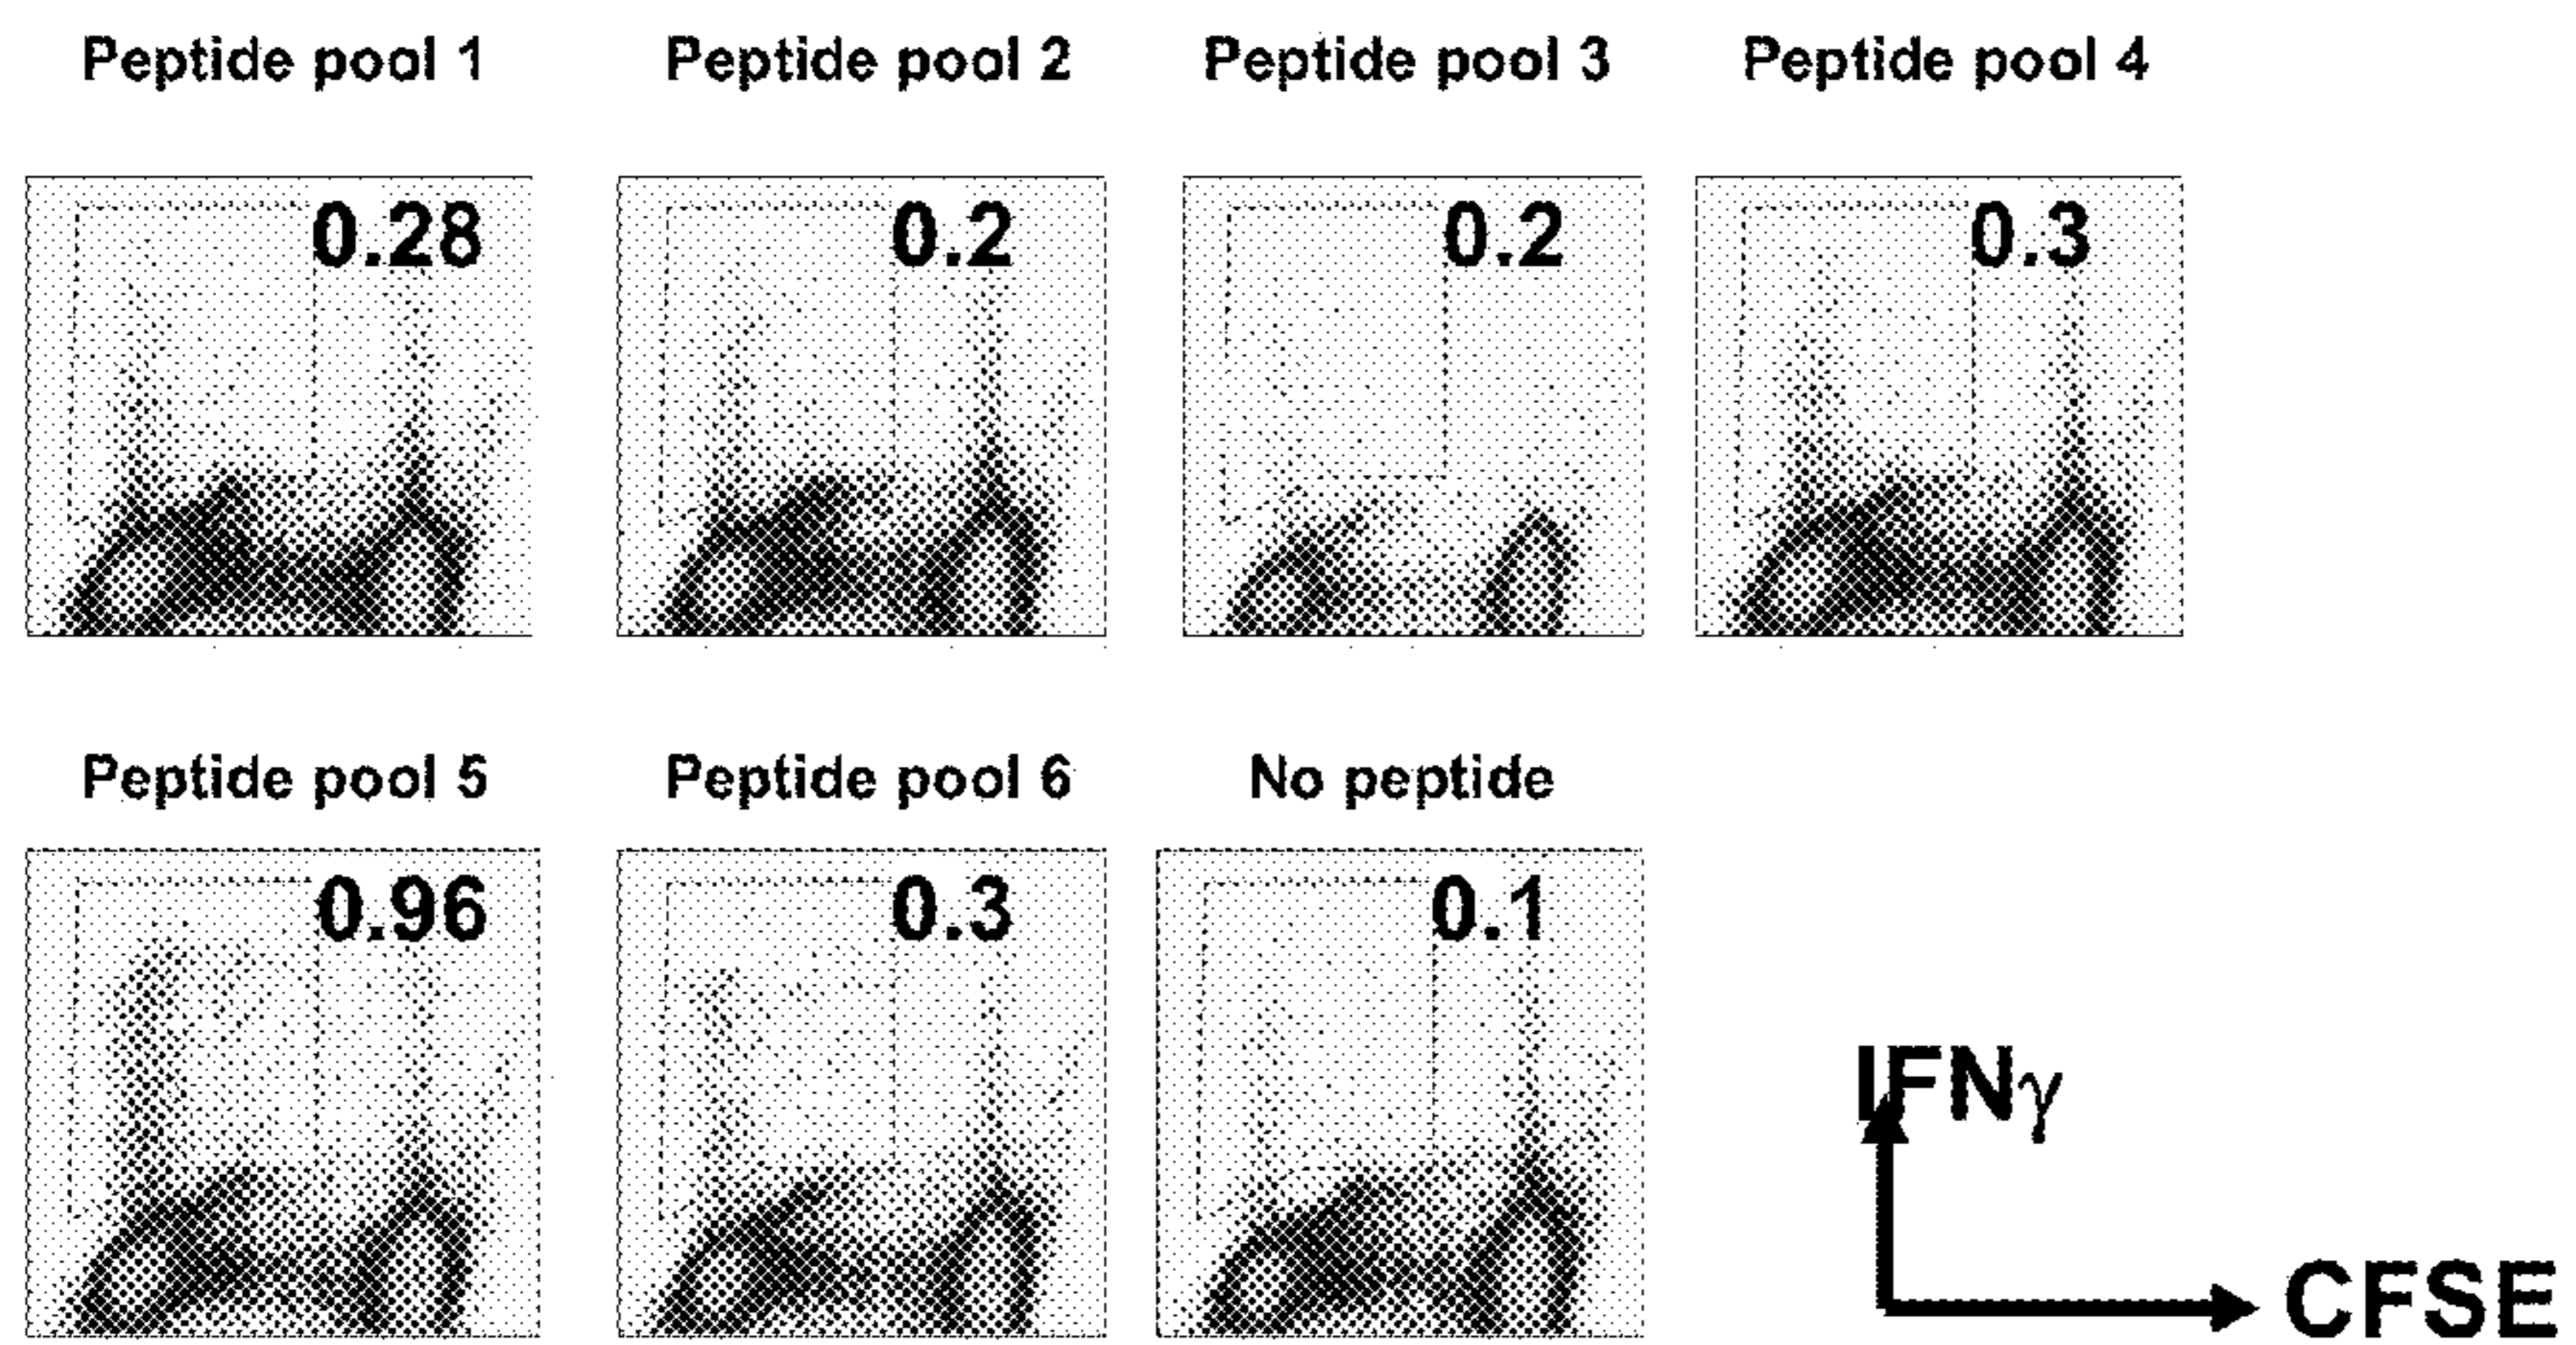 Peptide pool 1
Peptide pool 2
Peptide pool 3
Peptide pool 4
0.28
0.2
0.2
0.3
Peptide pool 5
Peptide pool 6
No peptide
0.96
0.3
0.1
IFNγ
CFSE